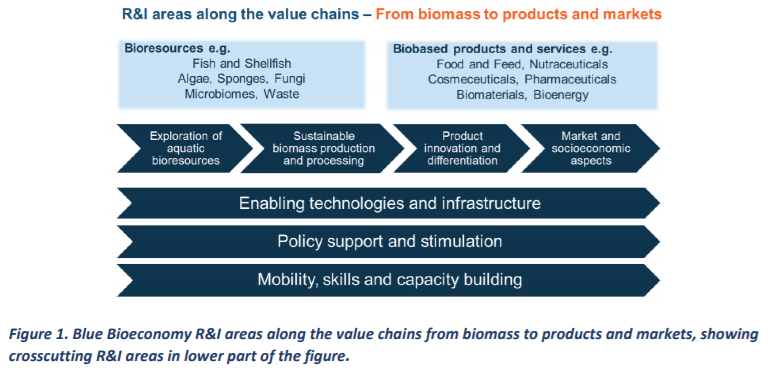 R&I areas along the value chains – From biomass to products and markets
Bioresources e.g.
Fish and Shellfish
Algae, Sponges, Fungi
Microbiomes, Waste
Biobased products and services e.g.
Food and Feed, Nutraceuticals
Cosmeceuticals, Pharmaceuticals
Biomaterials, Bioenergy
Exploration of
aquatic
bioresources
Sustainable
biomass production
and processing
Product
innovation and
differentiation
Market and
socioeconomic
aspects
Enabling technologies and infrastructure
Policy support and stimulation
Mobility, skills and capacity building
Figure 1. Blue Bioeconomy R&I areas along the value chains from biomass to products and markets, showing
crosscutting R&I areas in lower part of the figure.